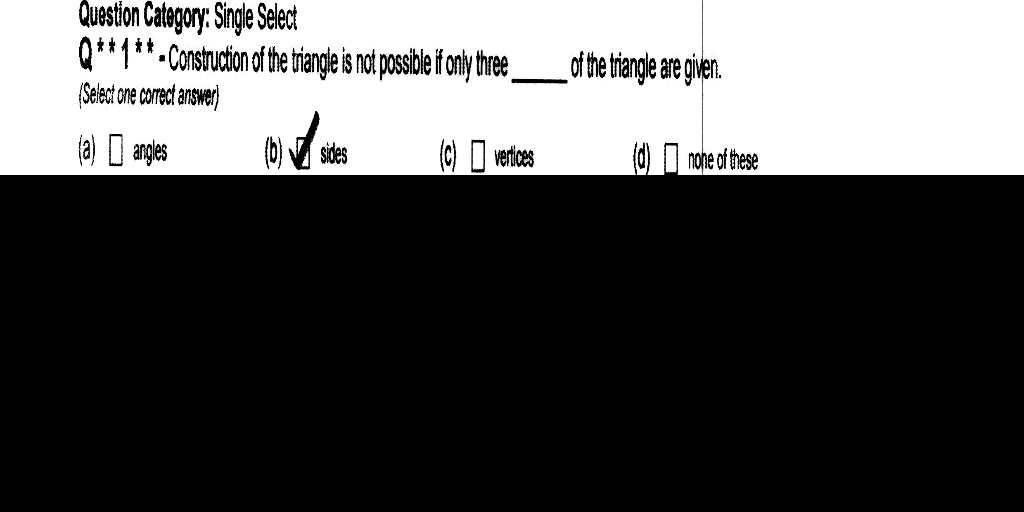 Question Category: Single Select
Q**1** - Construction of the triangle is not possible if only three _____ of the triangle are given.
(Select one correct answer)
(a) ☐ angles (b) ☑ sides (c) ☐ vertices (d) ☐ none of these